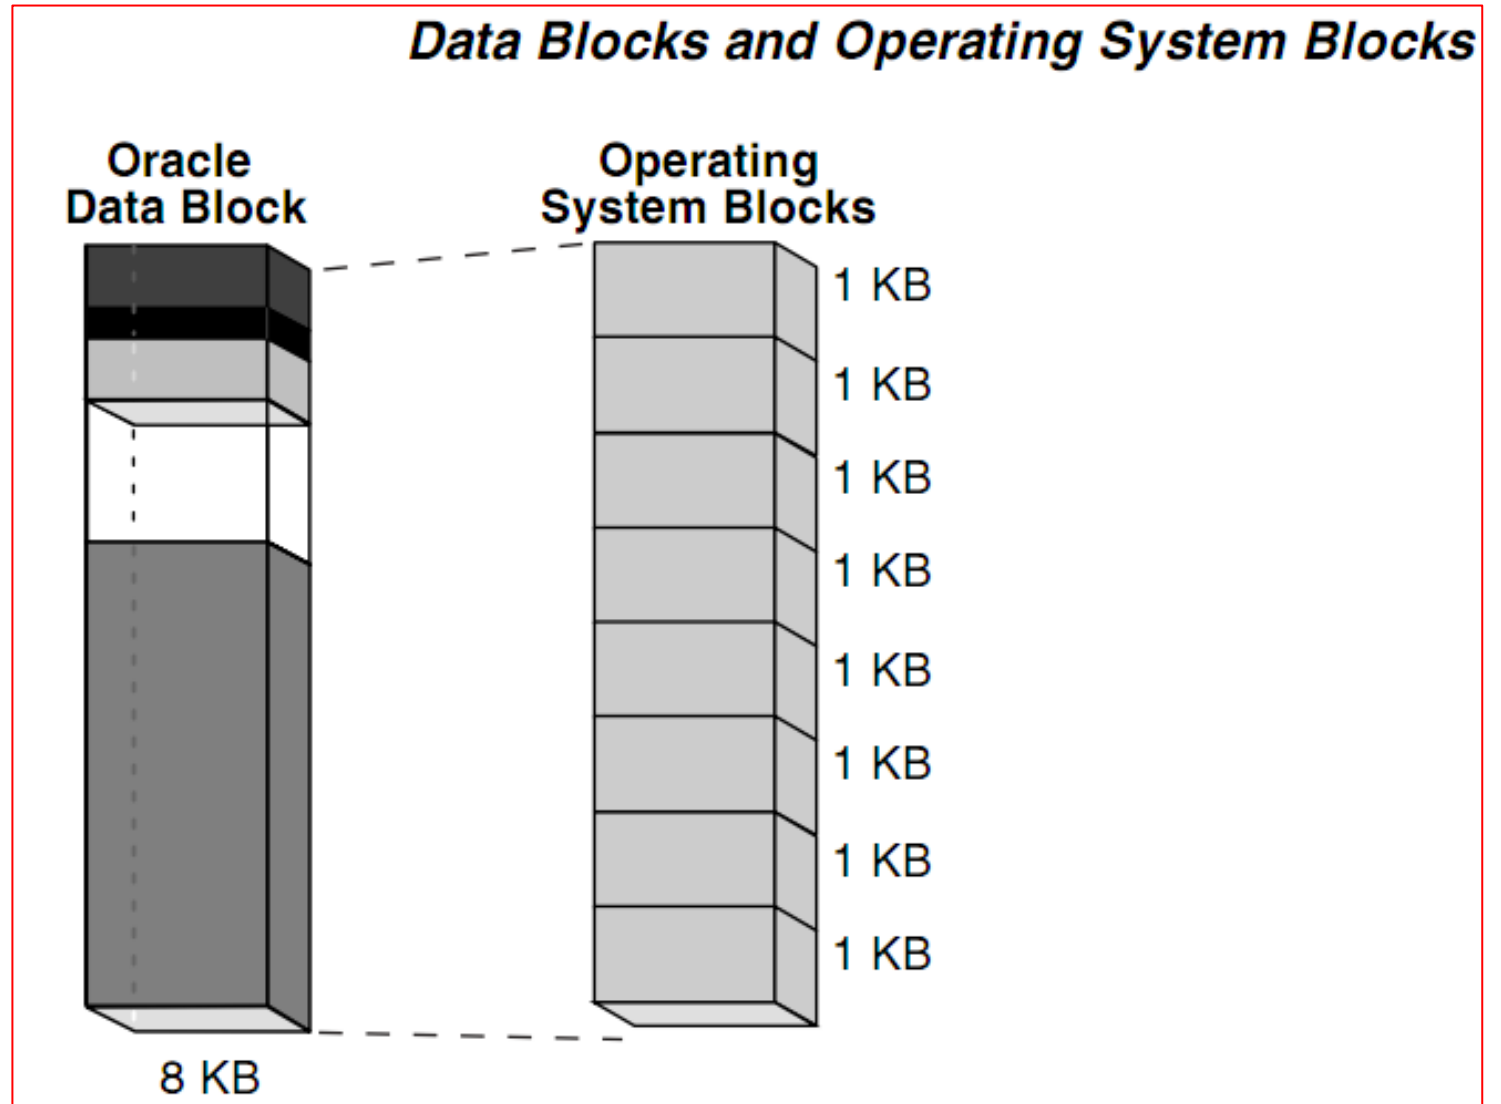 Data Blocks and Operating System Blocks
Oracle
Data Block
Operating
System Blocks
1 KB
1 KB
1 KB
1 KB
1 KB
1 KB
1 KB
1 KB
8 KB